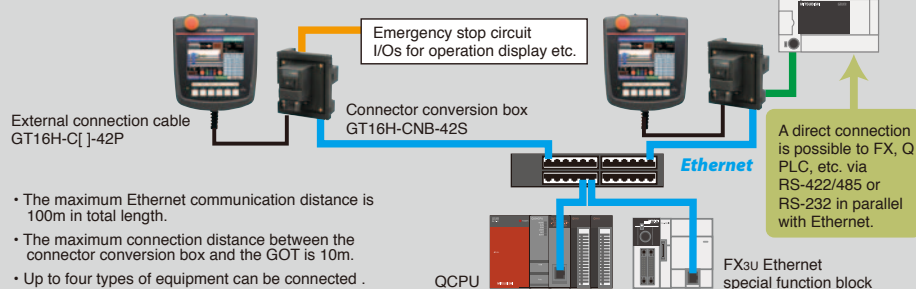 Emergency stop circuit
I/Os for operation display etc.
External connection cable
GT16H-C[ ]-42P
Connector conversion box
GT16H-CNB-42S
Ethernet
A direct connection
is possible to FX, Q
PLC, etc. via
RS-422/485 or
RS-232 in parallel
with Ethernet.
• The maximum Ethernet communication distance is
100m in total length.
• The maximum connection distance between the
connector conversion box and the GOT is 10m.
• Up to four types of equipment can be connected .
QCPU
FX3U Ethernet
special function block